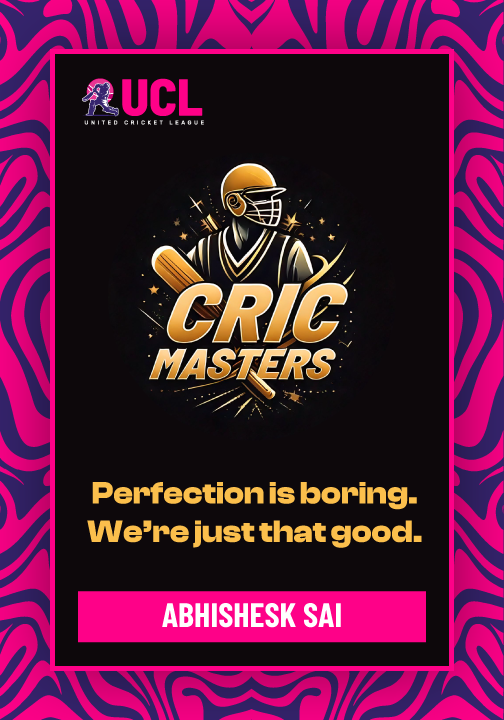 UCL
UNITED CRICKET LEAGUE
CRIC
MASTERS
Perfection is boring.
We’re just that good.
ABHISHESK SAI